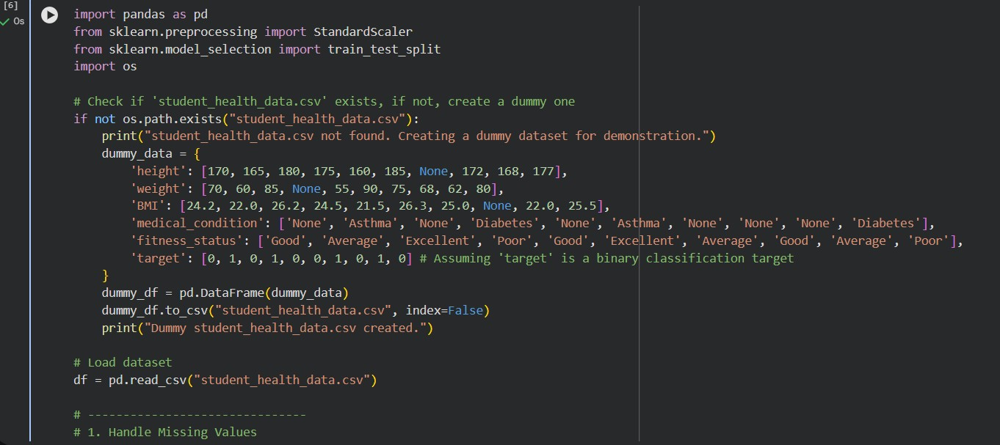 [6]
0s
import pandas as pd
from sklearn.preprocessing import StandardScaler
from sklearn.model_selection import train_test_split
import os
# Check if 'student_health_data.csv' exists, if not, create a dummy one
if not os.path.exists("student_health_data.csv"):
    print("student_health_data.csv not found. Creating a dummy dataset for demonstration.")
    dummy_data = {
        'height': [170, 165, 180, 175, 160, 185, None, 172, 168, 177],
        'weight': [70, 60, 85, None, 55, 90, 75, 68, 62, 80],
        'BMI': [24.2, 22.0, 26.2, 24.5, 21.5, 26.3, 25.0, None, 22.0, 25.5],
        'medical_condition': ['None', 'Asthma', 'None', 'Diabetes', 'None', 'Asthma', 'None', 'None', 'None', 'Diabetes'],
        'fitness_status': ['Good', 'Average', 'Excellent', 'Poor', 'Good', 'Excellent', 'Average', 'Good', 'Average', 'Poor'],
        'target': [0, 1, 0, 1, 0, 0, 1, 0, 1, 0] # Assuming 'target' is a binary classification target
    }
    dummy_df = pd.DataFrame(dummy_data)
    dummy_df.to_csv("student_health_data.csv", index=False)
    print("Dummy student_health_data.csv created.")
# Load dataset
df = pd.read_csv("student_health_data.csv")
# -------------------------------
# 1. Handle Missing Values